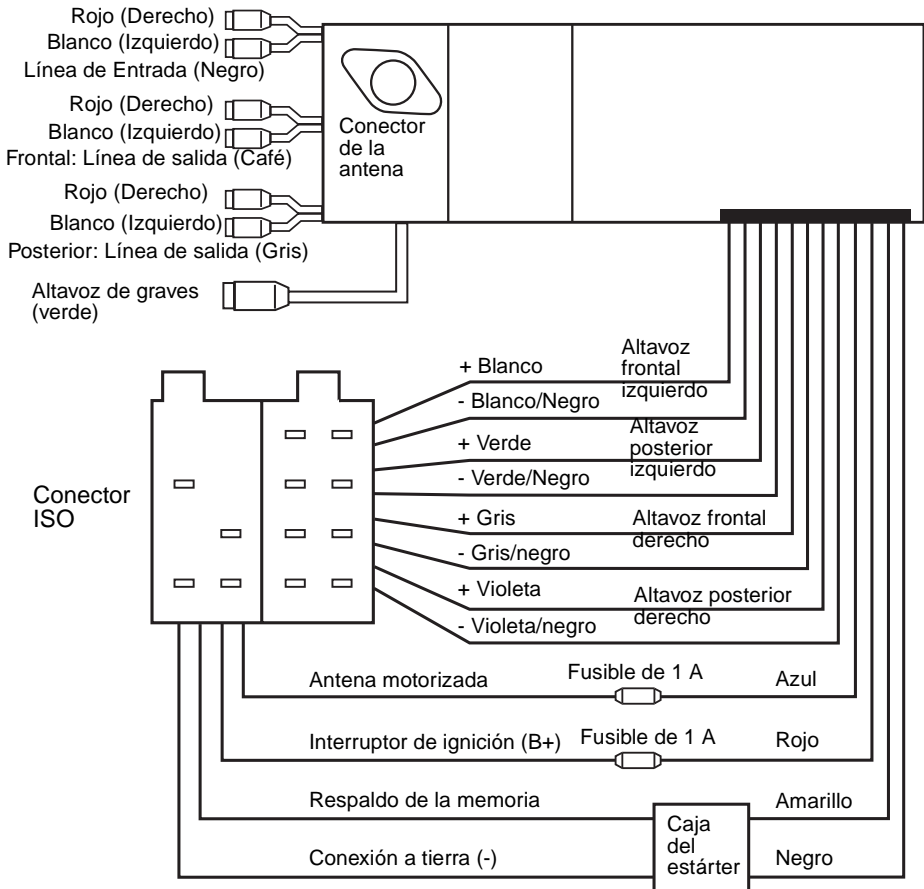 Rojo (Derecho)
Blanco (Izquierdo)
Línea de Entrada (Negro)
Rojo (Derecho)
Blanco (Izquierdo)
Frontal: Línea de salida (Café)
Rojo (Derecho)
Blanco (Izquierdo)
Posterior: Línea de salida (Gris)
Altavoz de graves
(verde)
Conector
de la
antena
Conector
ISO
+ Blanco
- Blanco/Negro
Altavoz
frontal
izquierdo
+ Verde
- Verde/Negro
Altavoz
posterior
izquierdo
+ Gris
- Gris/negro
Altavoz frontal
derecho
+ Violeta
- Violeta/negro
Altavoz posterior
derecho
Antena motorizada
Fusible de 1 A
Azul
Interruptor de ignición (B+)
Fusible de 1 A
Rojo
Respaldo de la memoria
Amarillo
Caja
del
estárter
Conexión a tierra (-)
Negro